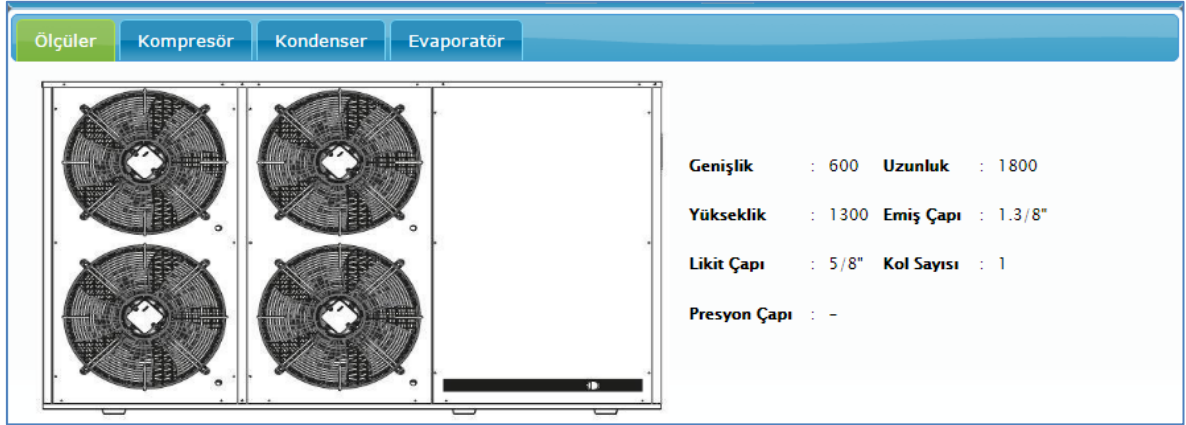 Ölçüler Kompresör Kondenser Evaporatör
Genişlik : 600 Uzunluk : 1800
Yükseklik : 1300 Emiş Çapı : 1.3/8"
Likit Çapı : 5/8" Kol Sayısı : 1
Presyon Çapı : –